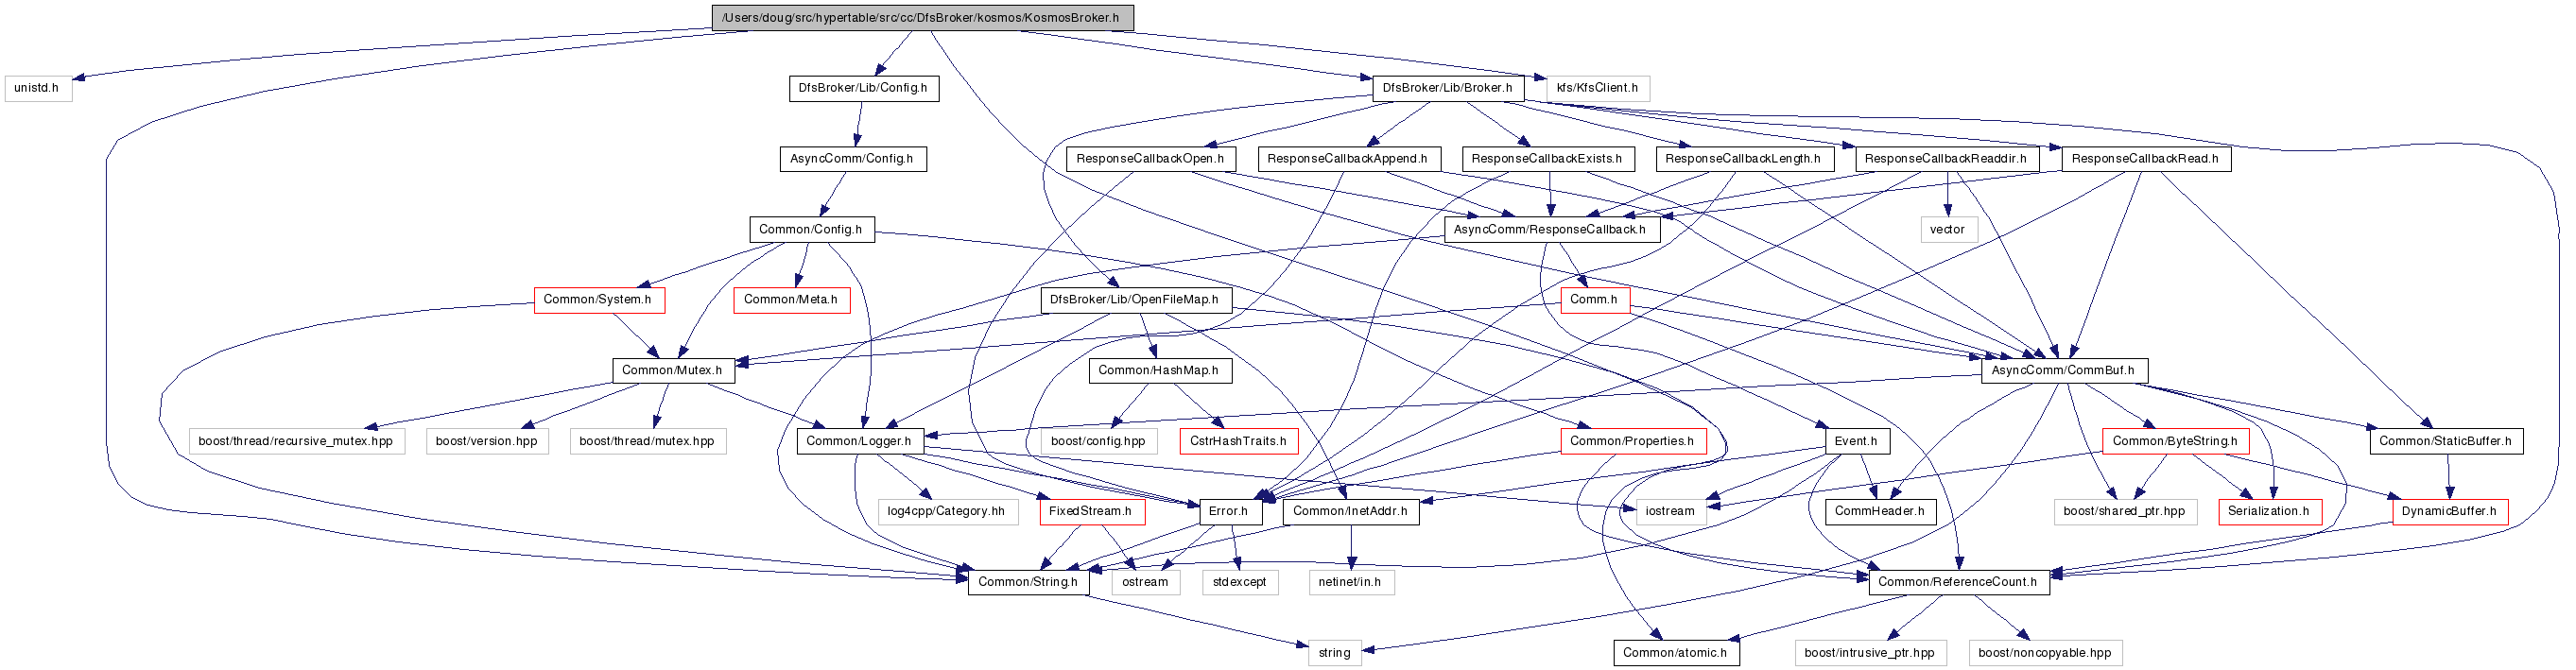 /Users/doug/src/hypertable/src/cc/DfsBroker/kosmos/KosmosBroker.h
unistd.h
DfsBroker/Lib/Config.h
DfsBroker/Lib/Broker.h
kfs/KfsClient.h
AsyncComm/Config.h
ResponseCallbackOpen.h
ResponseCallbackAppend.h
ResponseCallbackExists.h
ResponseCallbackLength.h
ResponseCallbackReaddir.h
ResponseCallbackRead.h
Common/Config.h
AsyncComm/ResponseCallback.h
vector
Common/System.h
Common/Meta.h
DfsBroker/Lib/OpenFileMap.h
Comm.h
Common/Mutex.h
Common/HashMap.h
AsyncComm/CommBuf.h
boost/thread/recursive_mutex.hpp
boost/version.hpp
boost/thread/mutex.hpp
Common/Logger.h
boost/config.hpp
CstrHashTraits.h
Common/Properties.h
Event.h
Common/ByteString.h
Common/StaticBuffer.h
log4cpp/Category.hh
FixedStream.h
Error.h
Common/InetAddr.h
iostream
CommHeader.h
boost/shared_ptr.hpp
Serialization.h
DynamicBuffer.h
Common/String.h
ostream
stdexcept
netinet/in.h
Common/ReferenceCount.h
string
Common/atomic.h
boost/intrusive_ptr.hpp
boost/noncopyable.hpp